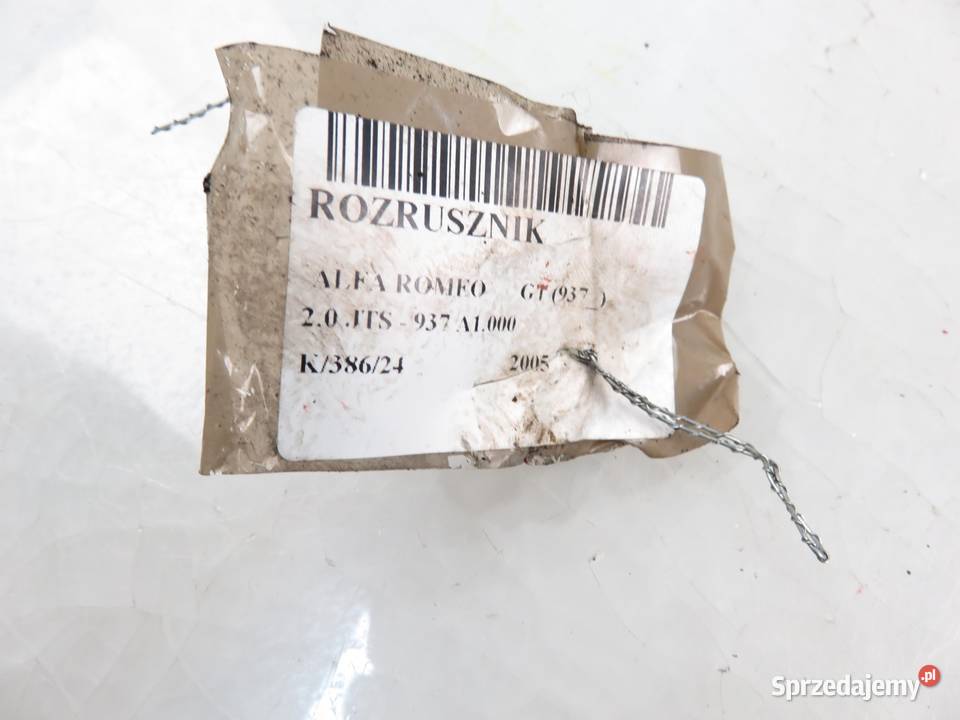 ROZRUSZNIK
ALFA ROMEO GT (937_)
2.0 JTS - 937 A1.000
K/386/24 2005
Sprzedajemy.pl